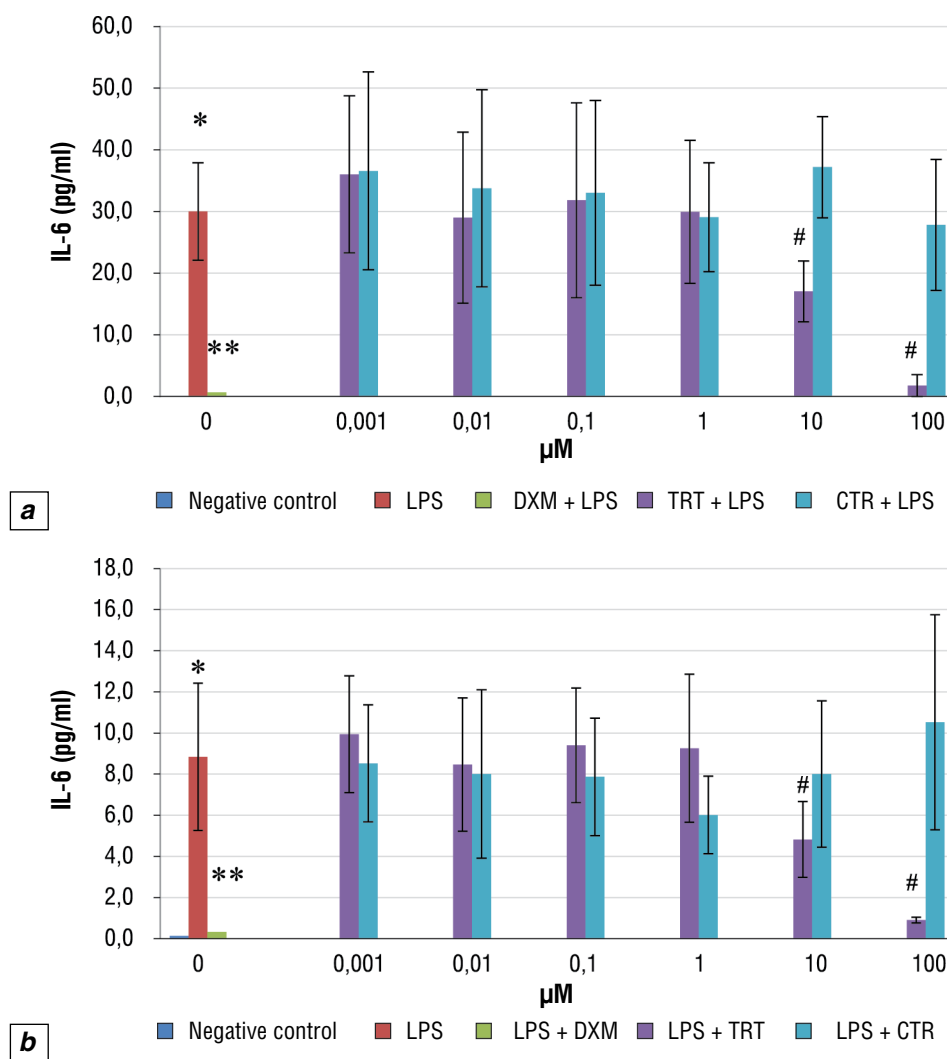 IL-6 (pg/ml)
60,0
50,0
40,0
30,0
20,0
10,0
0,0
*
**
#
#
0 0,001 0,01 0,1 1 10 100
µM
a
Negative control LPS DXM + LPS TRT + LPS CTR + LPS
IL-6 (pg/ml)
18,0
16,0
14,0
12,0
10,0
8,0
6,0
4,0
2,0
0,0
*
**
#
#
0 0,001 0,01 0,1 1 10 100
µM
b
Negative control LPS LPS + DXM LPS + TRT LPS + CTR